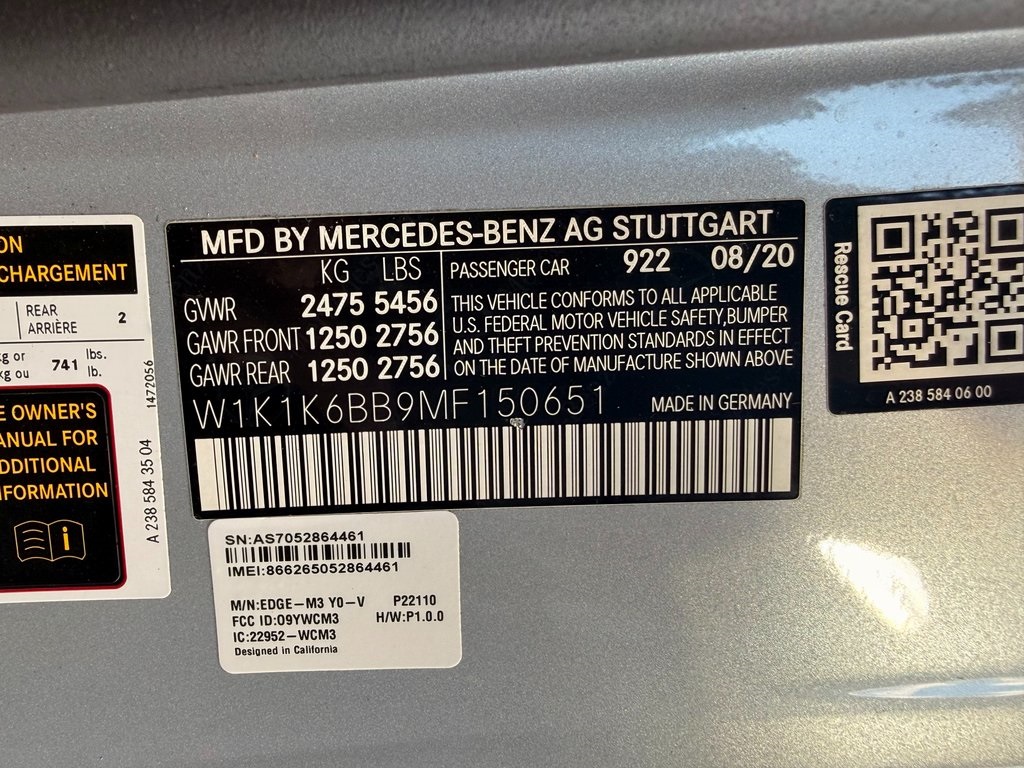 ON
CHARGEMENT
REAR
ARRIÈRE
2
kg or
kg ou
741
lbs.
lb.
E OWNER'S
ANUAL FOR
DDITIONAL
NFORMATION
i
1472056
A 238 584 35 04
MFD BY MERCEDES-BENZ AG STUTTGART
KG LBS
GVWR 2475 5456
GAWR FRONT 1250 2756
GAWR REAR 1250 2756
PASSENGER CAR 922 08/20
THIS VEHICLE CONFORMS TO ALL APPLICABLE
U.S. FEDERAL MOTOR VEHICLE SAFETY,BUMPER
AND THEFT PREVENTION STANDARDS IN EFFECT
ON THE DATE OF MANUFACTURE SHOWN ABOVE
W1K1K6BB9MF150651 MADE IN GERMANY
Rescue Card
A 238 584 06 00
SN:AS7052864461
IMEI:866265052864461
M/N:EDGE-M3 Y0-V P22110
FCC ID:09YWCM3 H/W:P1.0.0
IC:22952-WCM3
Designed in California